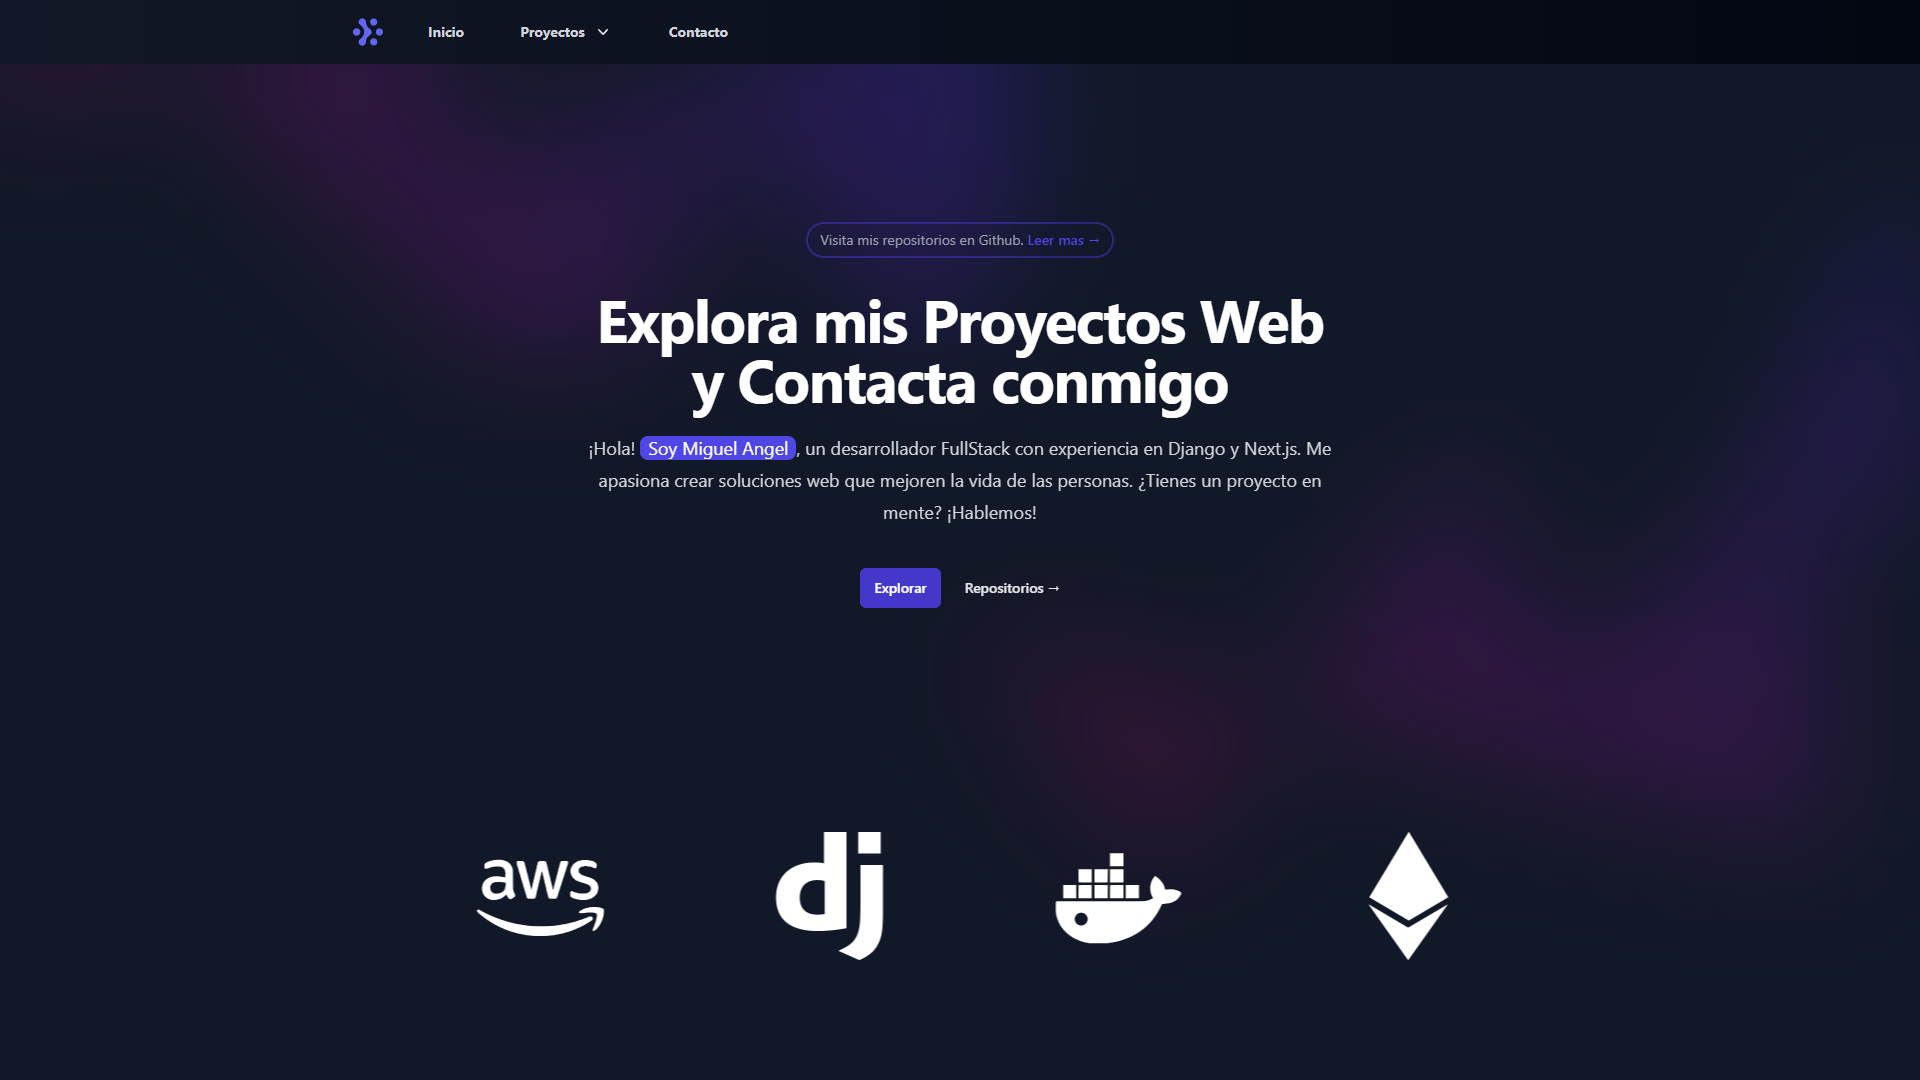 Inicio
Proyectos
Contacto
Visita mis repositorios en Github. Leer mas →
Explora mis Proyectos Web
y Contacta conmigo
¡Hola! Soy Miguel Angel, un desarrollador FullStack con experiencia en Django y Next.js. Me
apasiona crear soluciones web que mejoren la vida de las personas. ¿Tienes un proyecto en
mente? ¡Hablemos!
Explorar
Repositorios →
aws
dj